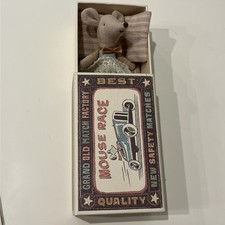 BEST
GRAND OLD MATCH FACTORY
MOUSE RACE
NEW SAFETY MATCHES
QUALITY